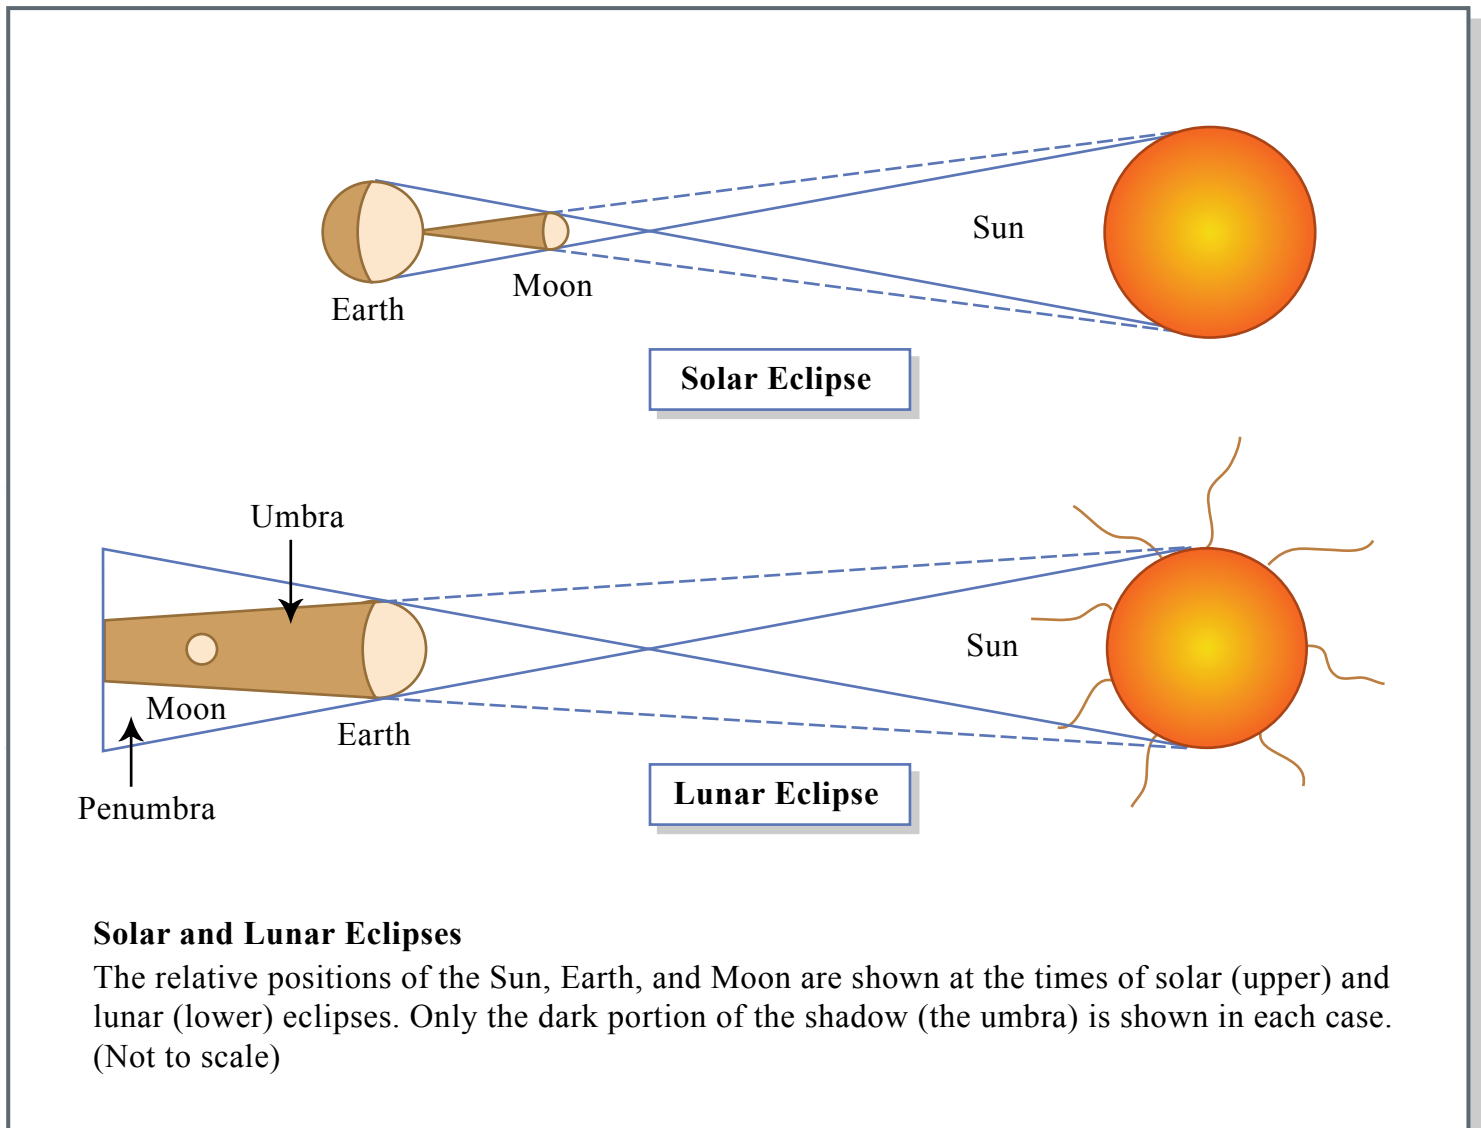 Sun
Earth
Moon
Solar Eclipse
Umbra
Sun
Moon
Earth
Penumbra
Lunar Eclipse
Solar and Lunar Eclipses
The relative positions of the Sun, Earth, and Moon are shown at the times of solar (upper) and
lunar (lower) eclipses. Only the dark portion of the shadow (the umbra) is shown in each case.
(Not to scale)